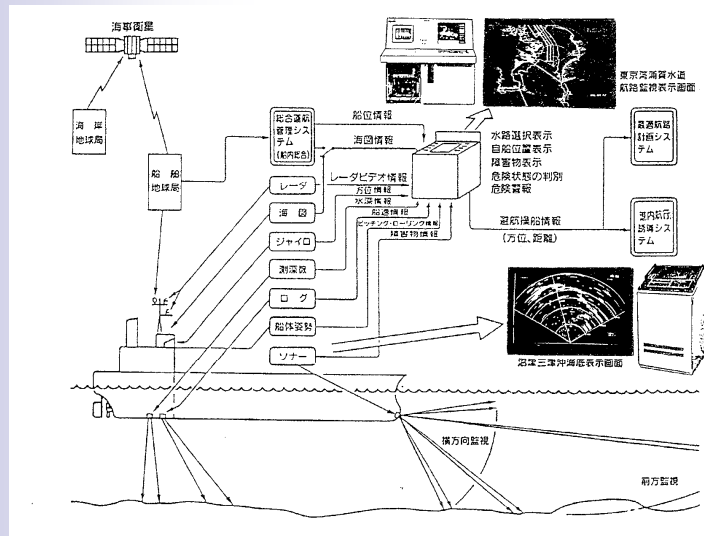 海事衛星
海岸
地球局
船舶
地球局
総合運航
管理シス
テム
(船内総合)
船位情報
海図情報
レーダ
レーダビデオ情報
海図
方位情報
水深情報
ジャイロ
船速情報
ピッチング・ローリング情報
障害物情報
測深儀
ログ
船体姿勢
ソナー
東京湾浦賀水道
航路監視表示画面
水路選択表示
自船位置表示
障害物表示
危険状態の判別
危険警報
最適航路
計画シス
テム
避航操船情報
(方位、距離)
湾内航行
誘導シス
テム
沼津三津沖海底表示画面
横方向監視
前方監視